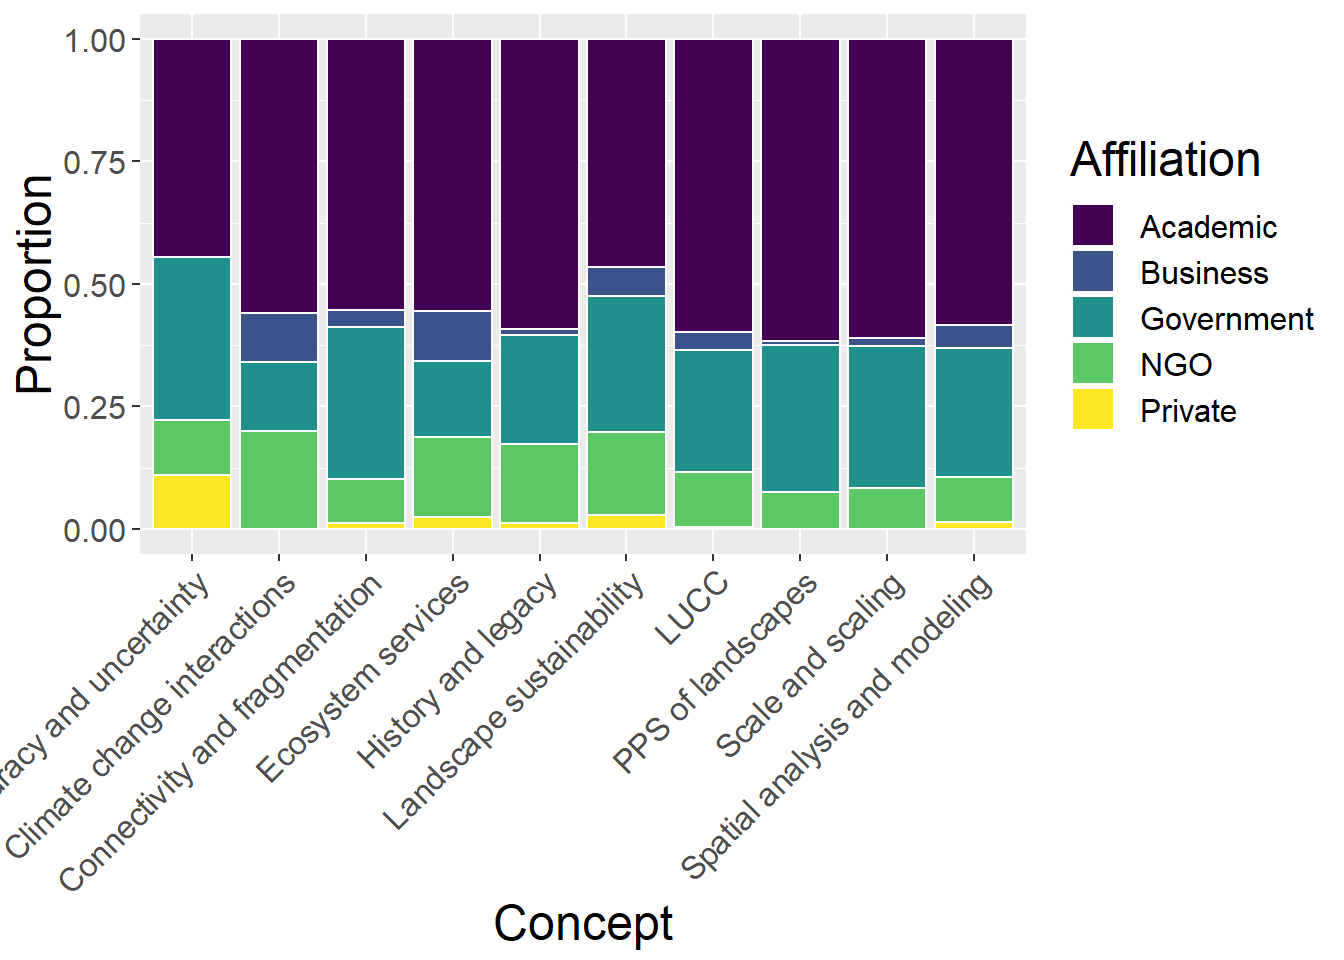 Proportion
1.00
0.75
0.50
0.25
0.00
and uncertainty
Climate change interactions
Connectivity and fragmentation
Ecosystem services
History and legacy
Landscape sustainability
LUCC
PPS of landscapes
Scale and scaling
Spatial analysis and modeling
Concept
Affiliation
Academic
Business
Government
NGO
Private